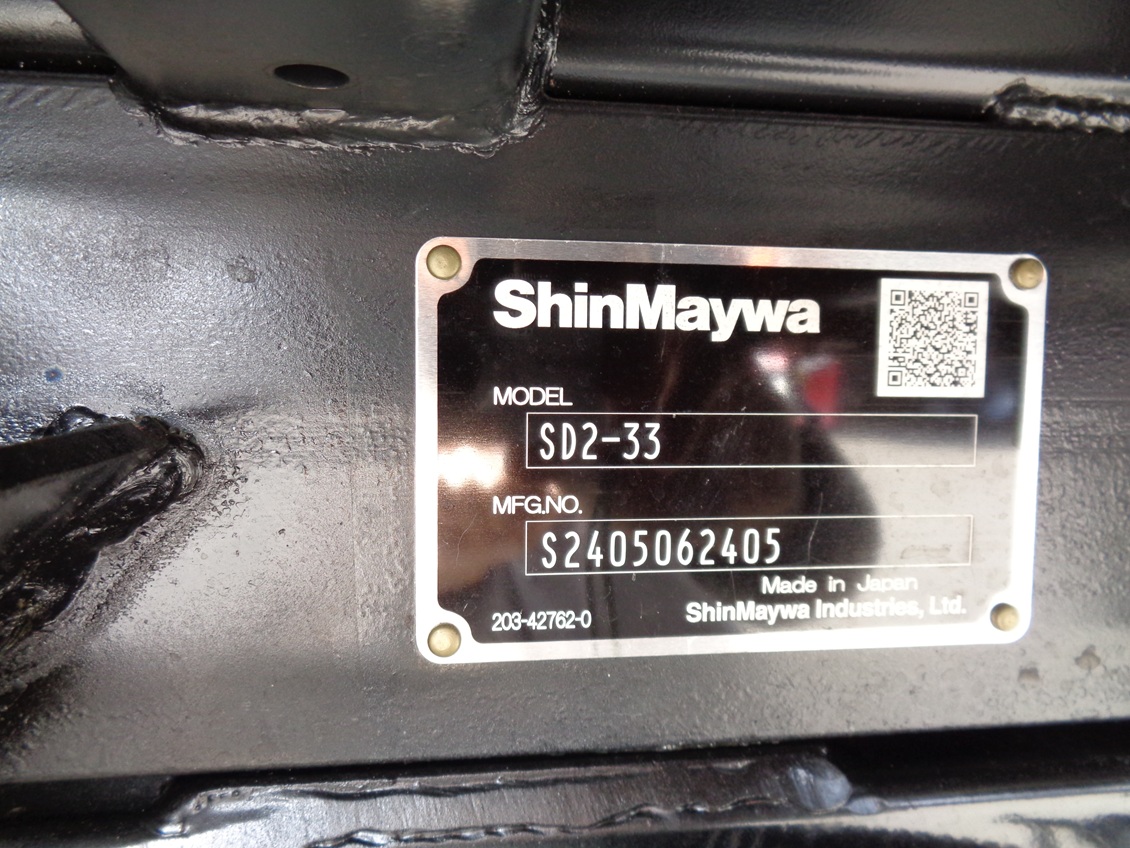 ShinMaywa
MODEL
SD2-33
MFG.NO.
S2405062405
Made in Japan
203-42762-0
ShinMaywa Industries, Ltd.